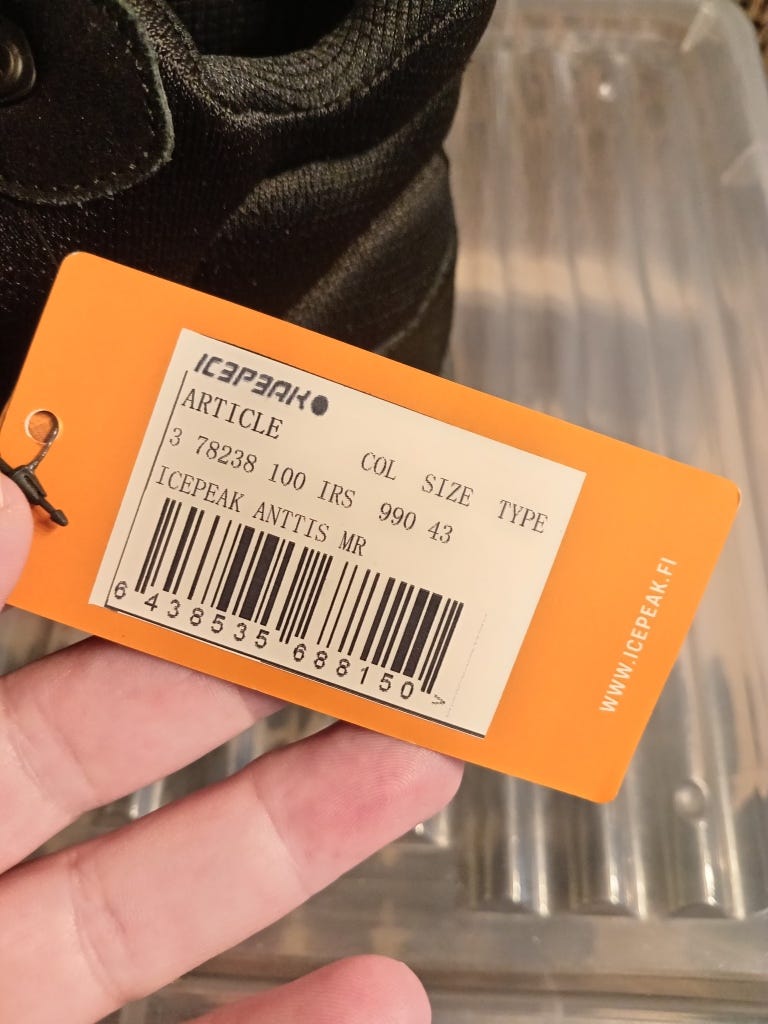 ICEPEAK
ARTICLE COL SIZE TYPE
3 78238 100 IRS 990 43
ICEPEAK ANTTIS MR
6 438535 688150 >
WWW.ICEPEAK.FI